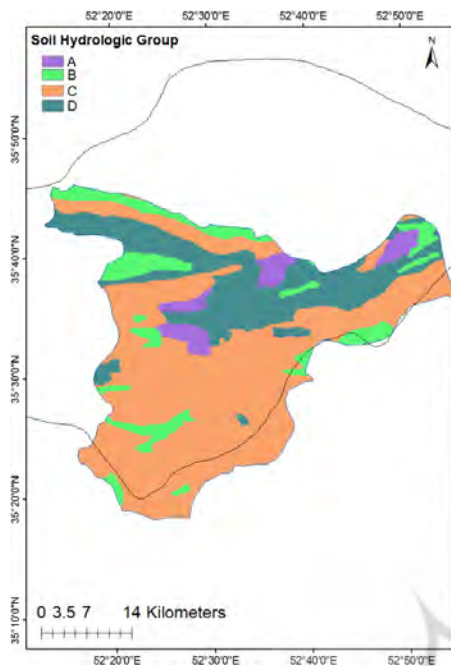 52°20'0"E 52°30'0"E 52°40'0"E 52°50'0"E
Soil Hydrologic Group
N
A
B
C
D
35°50'0"N
35°40'0"N
35°30'0"N
35°20'0"N
35°10'0"N
0 3.5 7 14 Kilometers
52°20'0"E 52°30'0"E 52°40'0"E 52°50'0"E